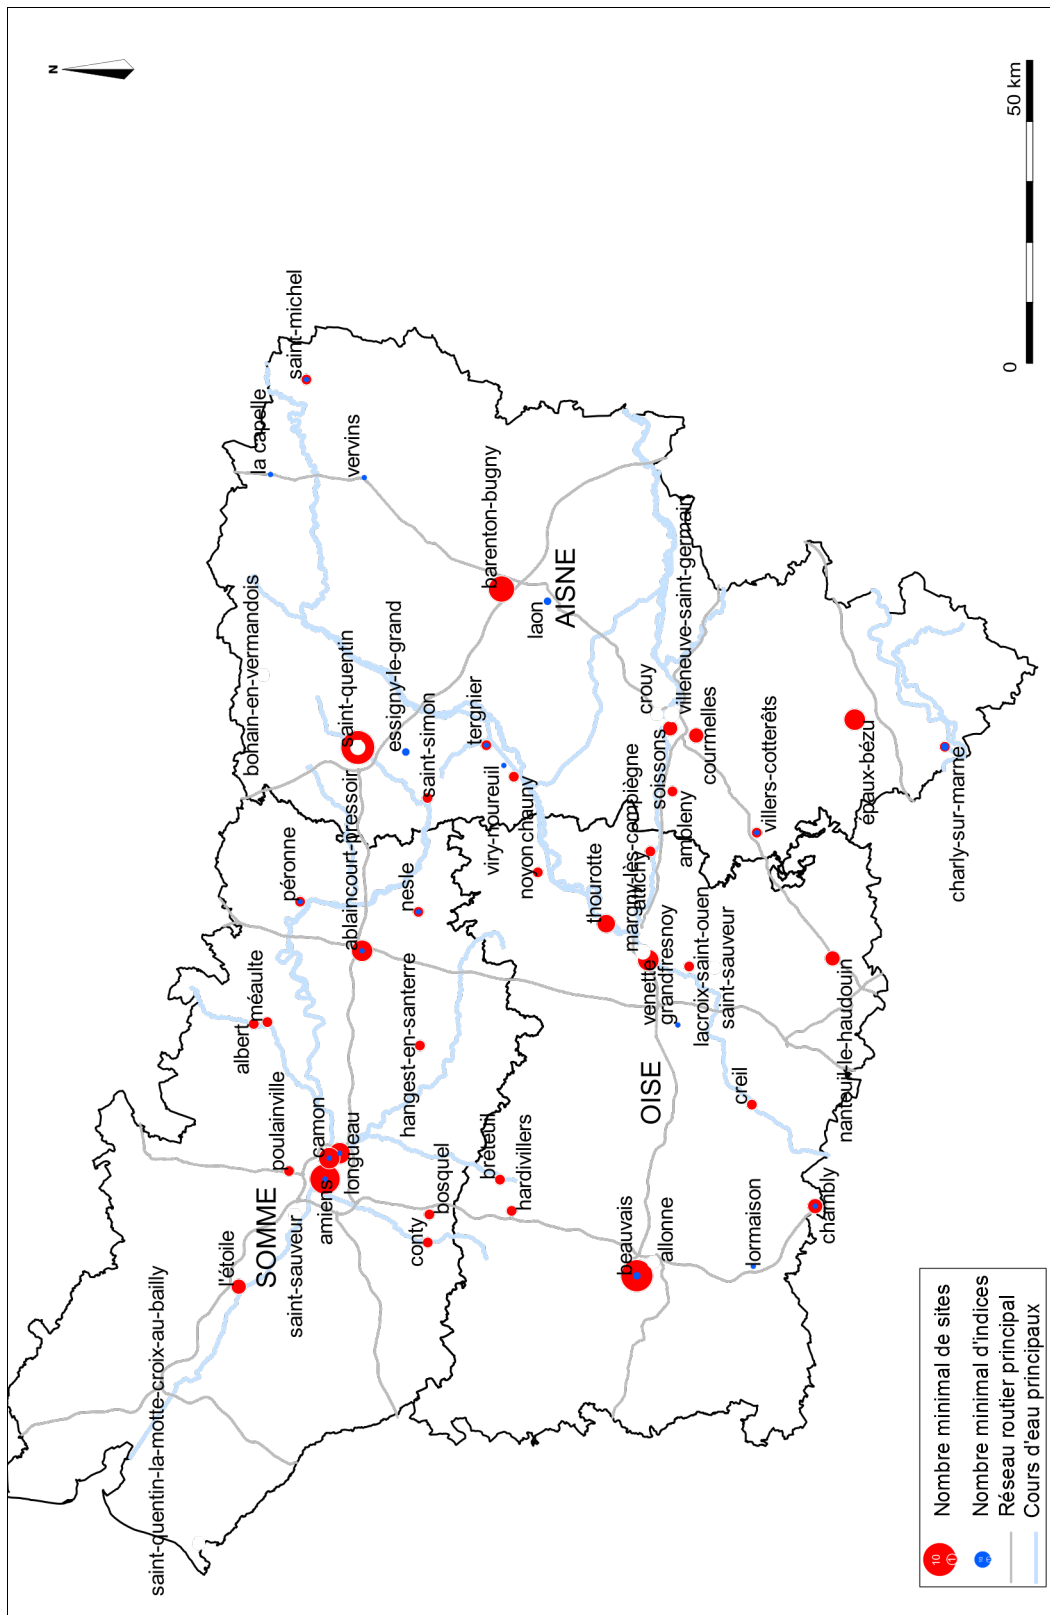 N
50 km
0
saint-michel
la capelle
vervins
bohain-en-vermandois
saint-quentin
essigny-le-grand
saint-simon
barenton-bugny
laon
AISNE
tergnier
viry-noureuil
chauny
noyon
crouy
villeneuve-saint-germain
soissons
courmelles
ambleny
villers-cotterêts
épaux-bézu
charly-sur-marne
péronne
ablaincourt-pressoir
nesle
albert
méaulte
hangest-en-santerre
thourotte
margny-lès-compiègne
attichy
venette
grandfresnoy
lacroix-saint-ouen
saint-sauveur
nanteuil-le-haudouin
OISE
creil
poulainville
camon
longueau
amiens
SOMME
saint-sauveur
l'étoile
conty
bosquel
breteuil
hardivillers
beauvais
allonne
lormaison
chambly
saint-quentin-la-motte-croix-au-bailly
10
1
Nombre minimal de sites
Nombre minimal d'indices
Réseau routier principal
Cours d'eau principaux